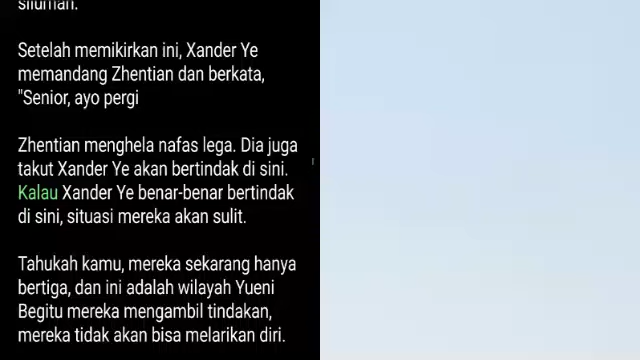 siluman.
Setelah memikirkan ini, Xander Ye
memandang Zhentian dan berkata,
"Senior, ayo pergi
Zhentian menghela nafas lega. Dia juga
takut Xander Ye akan bertindak di sini.
Kalau Xander Ye benar-benar bertindak
di sini, situasi mereka akan sulit.
Tahukah kamu, mereka sekarang hanya
bertiga, dan ini adalah wilayah Yueni
Begitu mereka mengambil tindakan,
mereka tidak akan bisa melarikan diri.